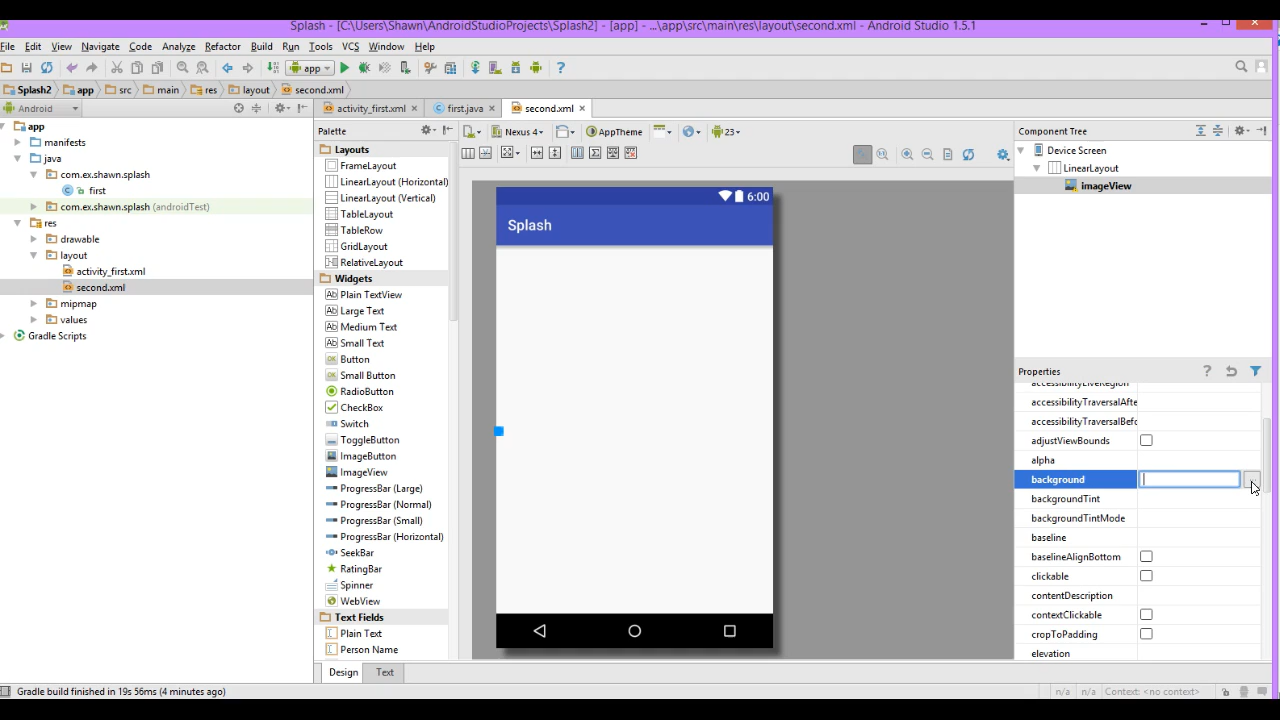 Splash - [C:\Users\Shawn\AndroidStudioProjects\Splash2] - [app] - ...\app\src\main\res\layout\second.xml - Android Studio 1.5.1
File Edit View Navigate Code Analyze Refactor Build Run Tools VCS Window Help
app
Splash2 app src main res layout second.xml
Android
activity_first.xml first.java second.xml
app
manifests
java
com.ex.shawn.splash
first
com.ex.shawn.splash (androidTest)
res
drawable
layout
activity_first.xml
second.xml
mipmap
values
Gradle Scripts
Palette
Layouts
FrameLayout
LinearLayout (Horizontal)
LinearLayout (Vertical)
TableLayout
TableRow
GridLayout
RelativeLayout
Widgets
Plain TextView
Large Text
Medium Text
Small Text
Button
Small Button
RadioButton
CheckBox
Switch
ToggleButton
ImageButton
ImageView
ProgressBar (Large)
ProgressBar (Normal)
ProgressBar (Small)
ProgressBar (Horizontal)
SeekBar
RatingBar
Spinner
WebView
Text Fields
Plain Text
Person Name
Nexus 4 AppTheme 23
6:00
Splash
Design Text
Component Tree
Device Screen
LinearLayout
imageView
Properties
accessibilityLiveRegion
accessibilityTraversalAfte
accessibilityTraversalBefo
adjustViewBounds
alpha
background
backgroundTint
backgroundTintMode
baseline
baselineAlignBottom
clickable
contentDescription
contextClickable
cropToPadding
elevation
Gradle build finished in 19s 56ms (4 minutes ago)
n/a n/a Context: <no context>